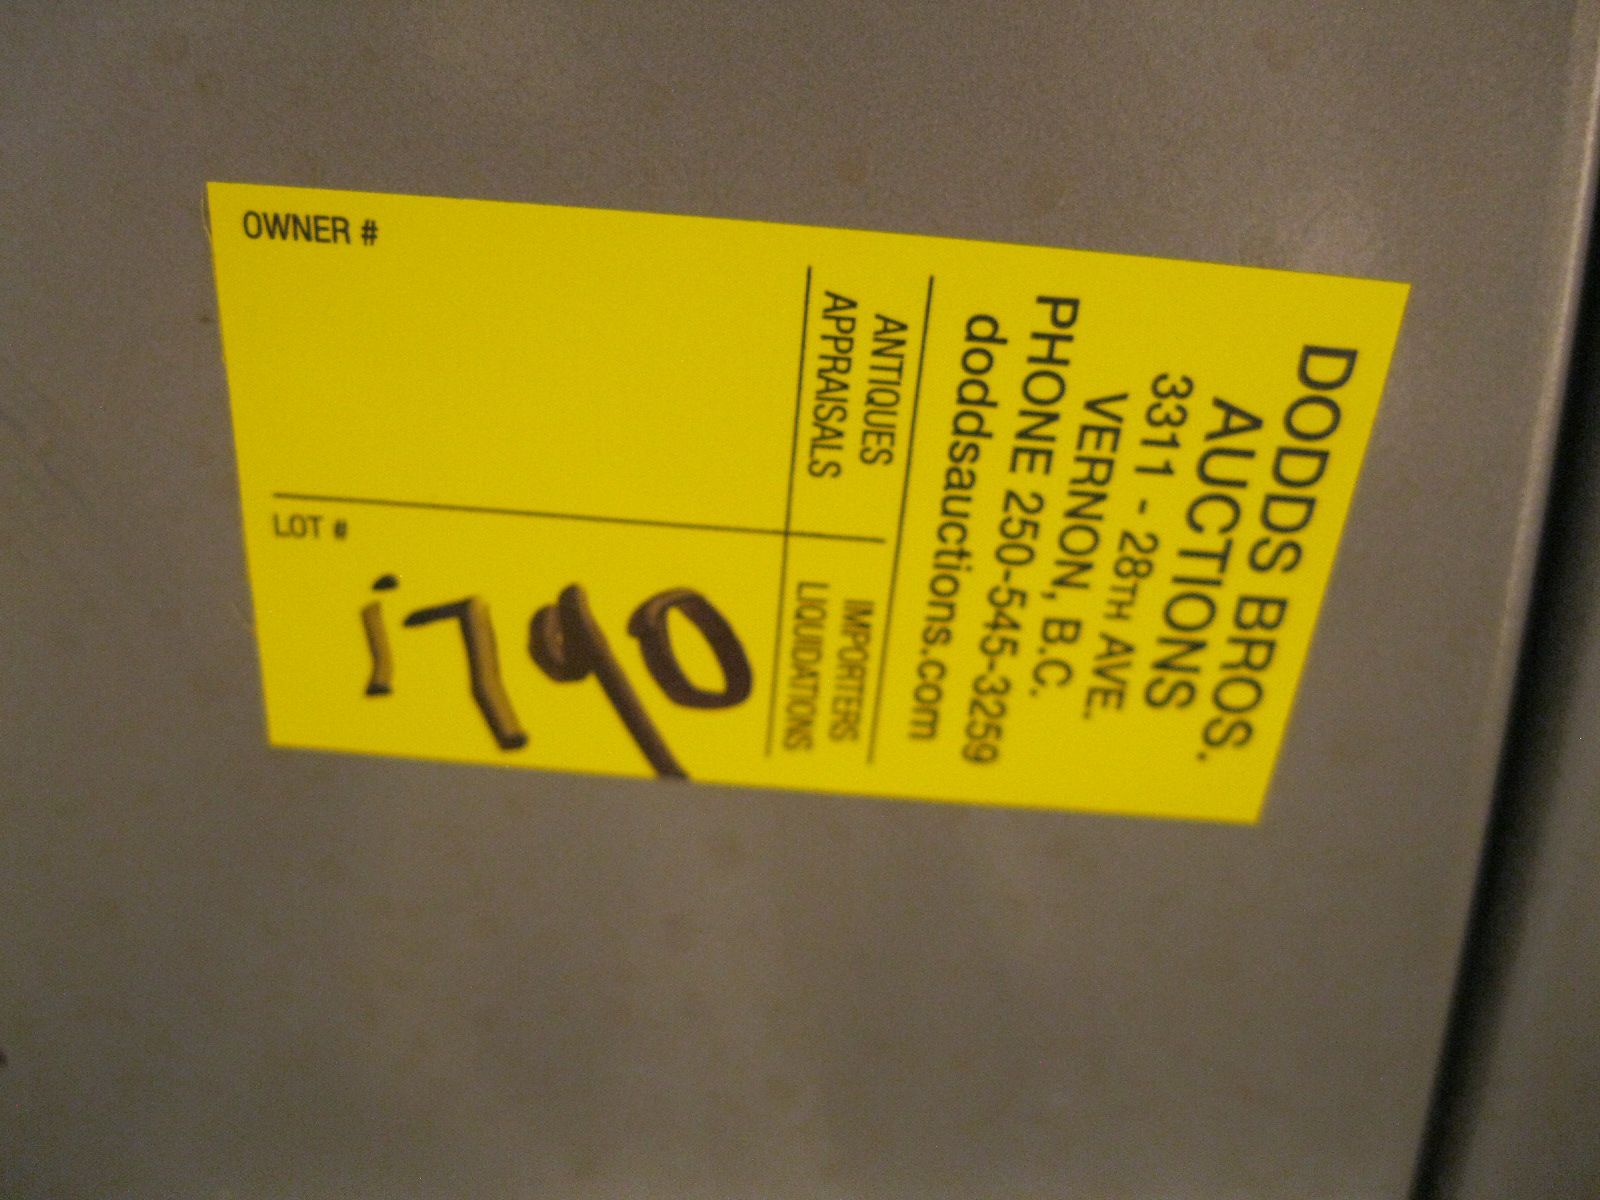 DODDS BROS.
AUCTIONS
3311 - 28TH AVE.
VERNON, B.C.
PHONE 250-545-3259
doddsauctions.com
ANTIQUES
APPRAISALS
IMPORTERS
LIQUIDATIONS
OWNER #
LOT #
i790